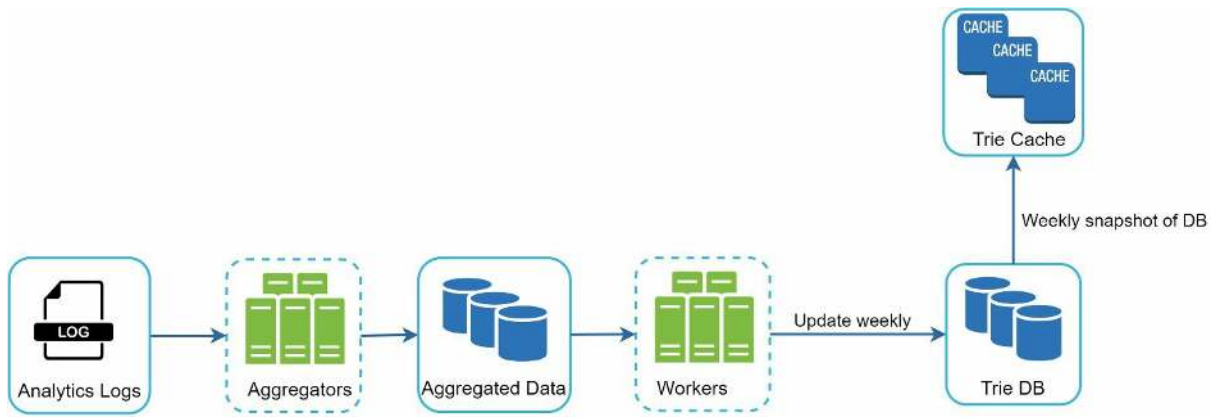 CACHE
CACHE
CACHE
Trie Cache
Weekly snapshot of DB
LOG
Analytics Logs
Aggregators
Aggregated Data
Workers
Update weekly
Trie DB